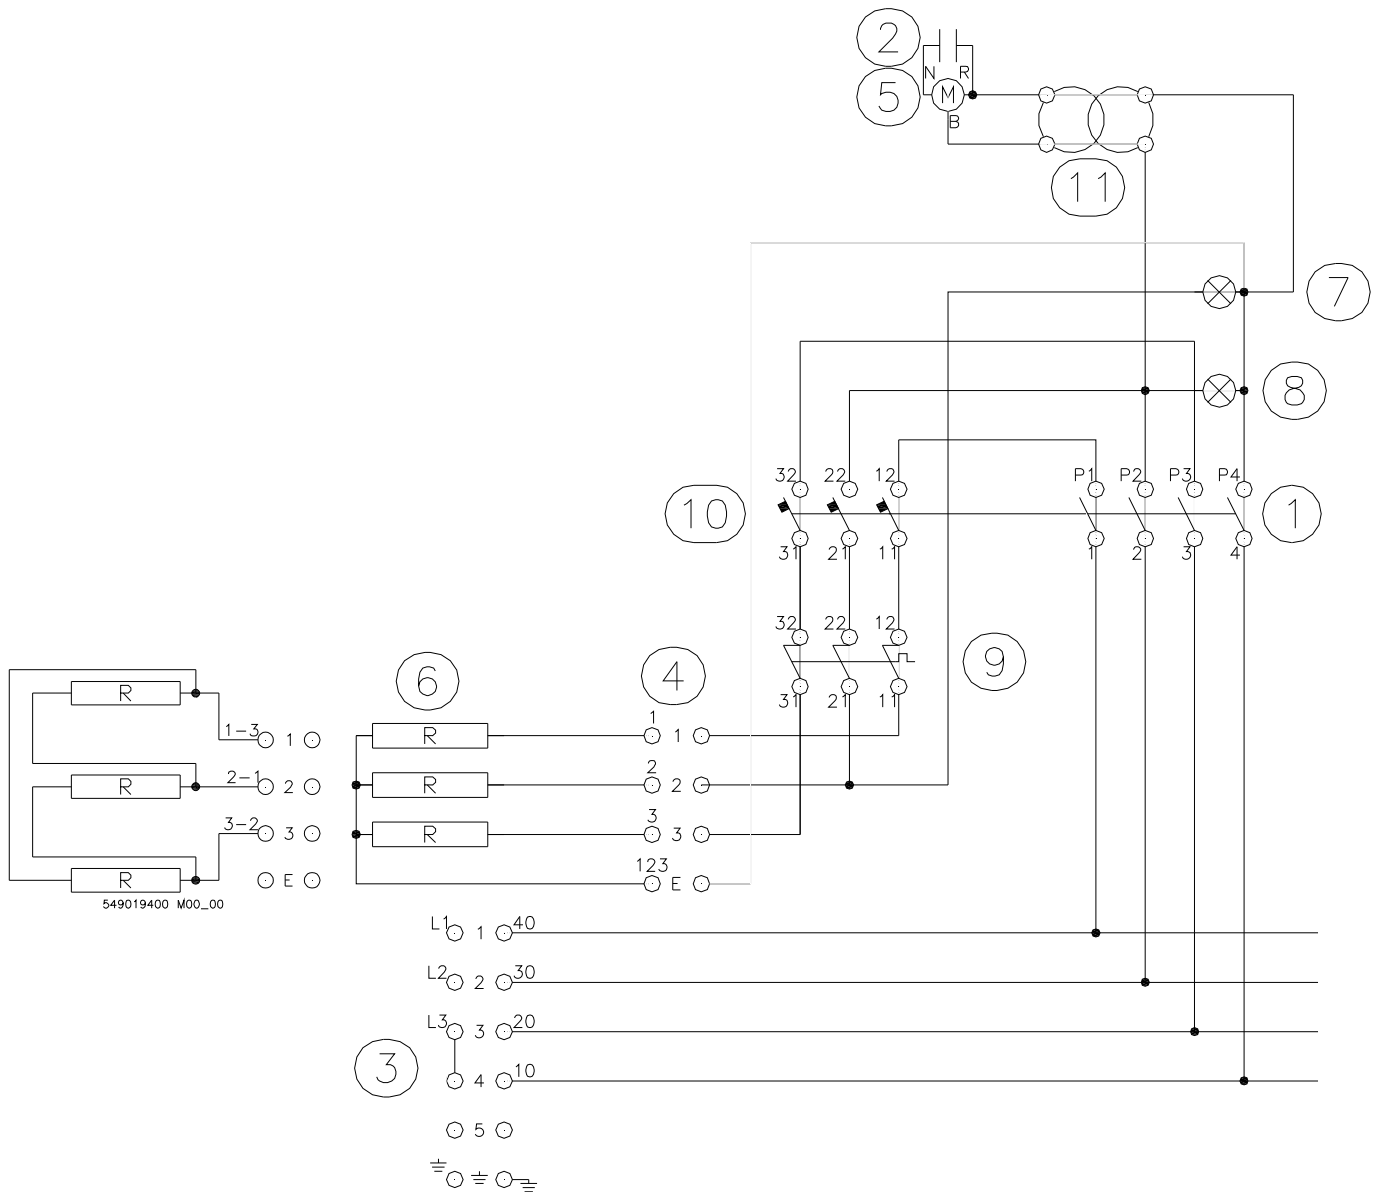 2
N R
5 M
B
11
7
8
32 22 12 P1 P2 P3 P4
10 1
31 21 11 1 2 3 4
32 22 12
9
31 21 11
6 4
R
1-3 1
R 1 1
2-1 2
R
R 2 2
3-2 3
R 3 3
R
E
123 E
549019400 M00_00
L1 1 40
L2 2 30
L3 3 20
3
4 10
5